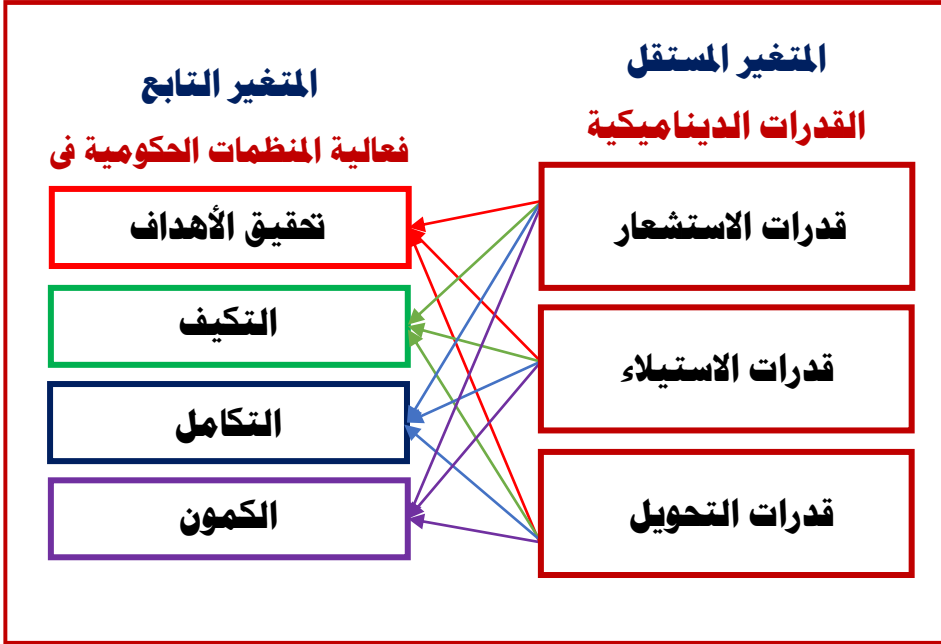 المتغير المستقل
القدرات الديناميكية
قدرات الاستشعار
قدرات الاستيلاء
قدرات التحويل
المتغير التابع
فعالية المنظمات الحكومية فى
تحقيق الأهداف
التكيف
التكامل
الكمون